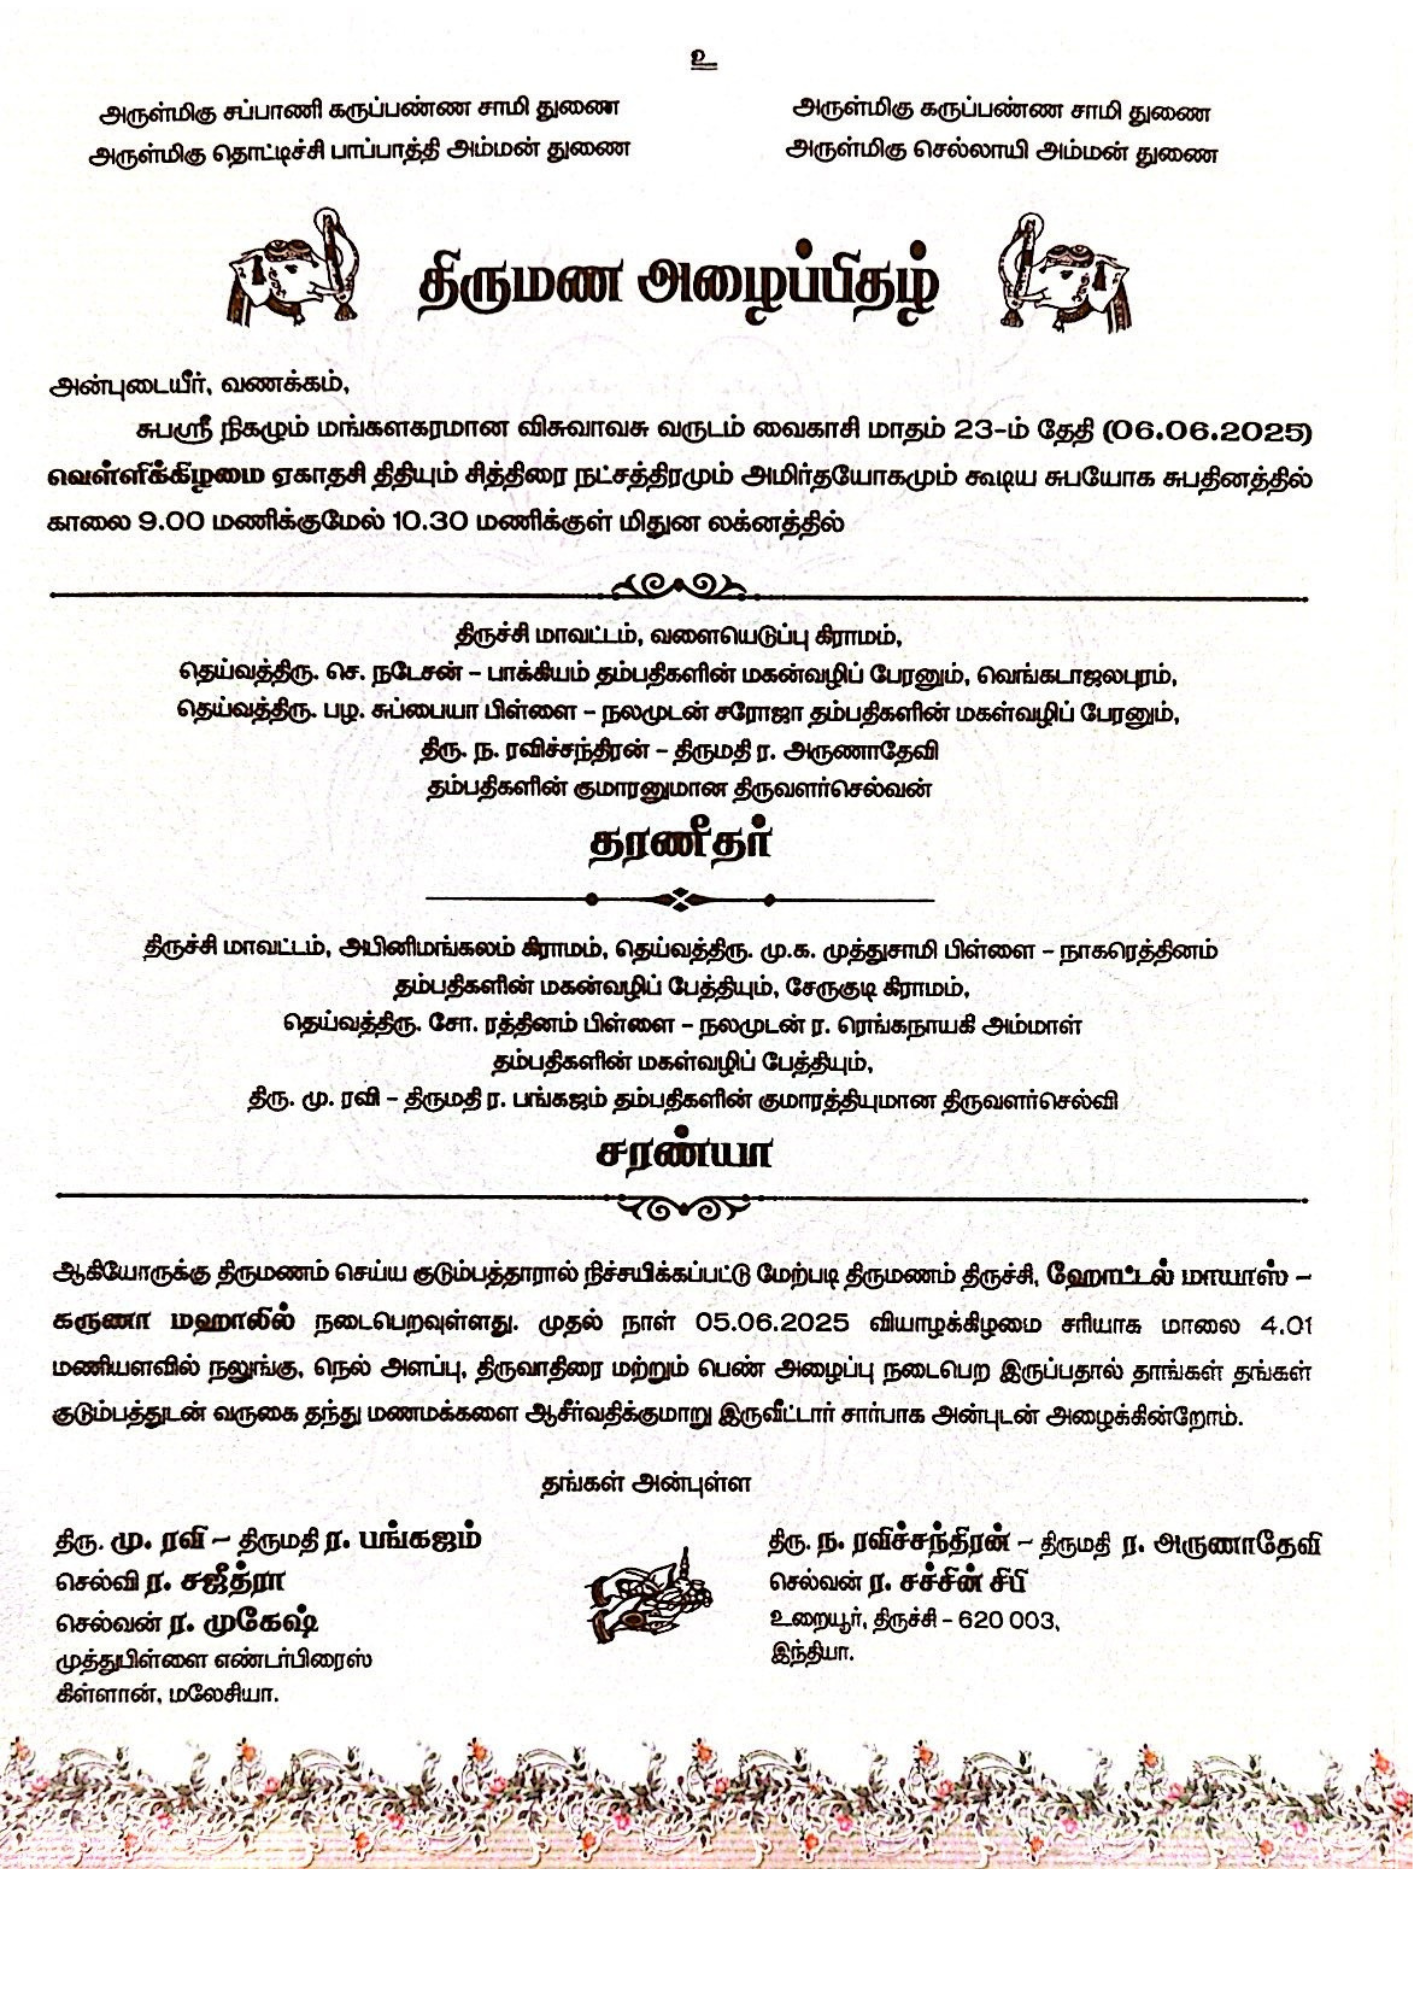 உ
அருள்மிகு சப்பாணி கருப்பண்ண சாமி துணை
அருள்மிகு தொட்டிச்சி பாப்பாத்தி அம்மன் துணை
அருள்மிகு கருப்பண்ண சாமி துணை
அருள்மிகு செல்லாயி அம்மன் துணை
திருமண அழைப்பிதழ்
அன்புடையீர், வணக்கம்,
சுபஸ்ரீ நிகழும் மங்களகரமான விசுவாவசு வருடம் வைகாசி மாதம் 23-ம் தேதி (06.06.2025)
வெள்ளிக்கிழமை ஏகாதசி திதியும் சித்திரை நட்சத்திரமும் அமிர்தயோகமும் கூடிய சுபயோக சுபதினத்தில்
காலை 9.00 மணிக்குமேல் 10.30 மணிக்குள் மிதுன லக்னத்தில்
திருச்சி மாவட்டம், வளையெடுப்பு கிராமம்,
தெய்வத்திரு. செ. நடேசன் – பாக்கியம் தம்பதிகளின் மகன்வழிப் பேரனும், வெங்கடாஜலபுரம்,
தெய்வத்திரு. பழ. சுப்பையா பிள்ளை – நலமுடன் சரோஜா தம்பதிகளின் மகள்வழிப் பேரனும்,
திரு. ந. ரவிச்சந்திரன் – திருமதி ர. அருணாதேவி
தம்பதிகளின் குமாரனுமான திருவளர்செல்வன்
தரணீதர்
திருச்சி மாவட்டம், அபினிமங்கலம் கிராமம், தெய்வத்திரு. மு.க. முத்துசாமி பிள்ளை – நாகரெத்தினம்
தம்பதிகளின் மகன்வழிப் பேத்தியும், சேருகுடி கிராமம்,
தெய்வத்திரு. சோ. ரத்தினம் பிள்ளை – நலமுடன் ர. ரெங்கநாயகி அம்மாள்
தம்பதிகளின் மகள்வழிப் பேத்தியும்,
திரு. மு. ரவி – திருமதி ர. பங்கஜம் தம்பதிகளின் குமாரத்தியுமான திருவளர்செல்வி
சரண்யா
ஆகியோருக்கு திருமணம் செய்ய குடும்பத்தாரால் நிச்சயிக்கப்பட்டு மேற்படி திருமணம் திருச்சி, ஹோட்டல் மாயாஸ் –
கருணா மஹாலில் நடைபெறவுள்ளது. முதல் நாள் 05.06.2025 வியாழக்கிழமை சரியாக மாலை 4.01
மணியளவில் நலுங்கு, நெல் அளப்பு, திருவாதிரை மற்றும் பெண் அழைப்பு நடைபெற இருப்பதால் தாங்கள் தங்கள்
குடும்பத்துடன் வருகை தந்து மணமக்களை ஆசீர்வதிக்குமாறு இருவீட்டார் சார்பாக அன்புடன் அழைக்கின்றோம்.
தங்கள் அன்புள்ள
திரு. மு. ரவி – திருமதி ர. பங்கஜம்
செல்வி ர. சஜீத்ரா
செல்வன் ர. முகேஷ்
முத்துபிள்ளை எண்டர்பிரைஸ்
கிள்ளான், மலேசியா.
திரு. ந. ரவிச்சந்திரன் – திருமதி ர. அருணாதேவி
செல்வன் ர. சச்சின் சிபி
உறையூர், திருச்சி – 620 003,
இந்தியா.